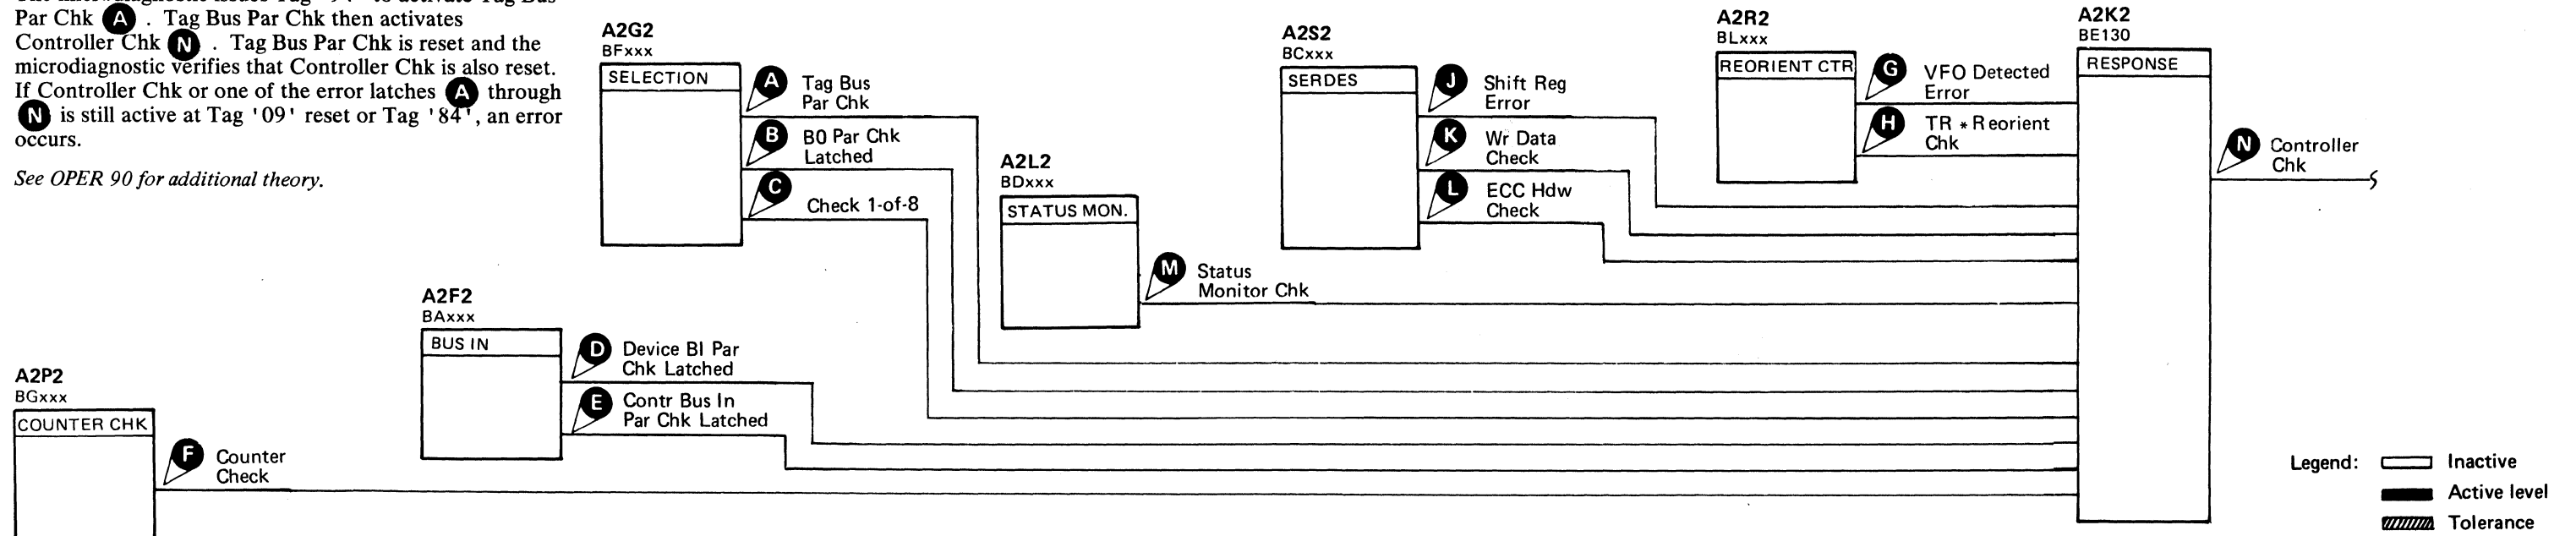 Par Chk A . Tag Bus Par Chk then activates
Controller Chk N . Tag Bus Par Chk is reset and the
microdiagnostic verifies that Controller Chk is also reset.
If Controller Chk or one of the error latches A through
N is still active at Tag '09' reset or Tag '84', an error
occurs.
See OPER 90 for additional theory.
A2G2
BFxxx
SELECTION
A Tag Bus
Par Chk
B BO Par Chk
Latched
C Check 1-of-8
A2L2
BDxxx
STATUS MON.
M Status
Monitor Chk
A2S2
BCxxx
SERDES
J Shift Reg
Error
K Wr Data
Check
L ECC Hdw
Check
A2R2
BLxxx
REORIENT CTR
G VFO Detected
Error
H TR * Reorient
Chk
A2K2
BE130
RESPONSE
N Controller
Chk
A2F2
BAxxx
BUS IN
D Device BI Par
Chk Latched
E Contr Bus In
Par Chk Latched
A2P2
BGxxx
COUNTER CHK
F Counter
Check
Legend: Inactive
Active level
Tolerance